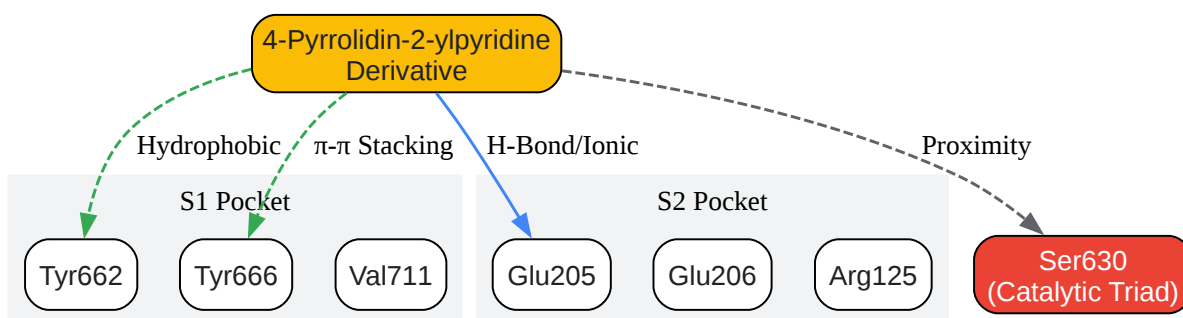 4-Pyrrolidin-2-ylpyridine
Derivative
Hydrophobic
π-π Stacking
H-Bond/Ionic
Proximity
S1 Pocket
S2 Pocket
Tyr662
Tyr666
Val711
Glu205
Glu206
Arg125
Ser630
(Catalytic Triad)